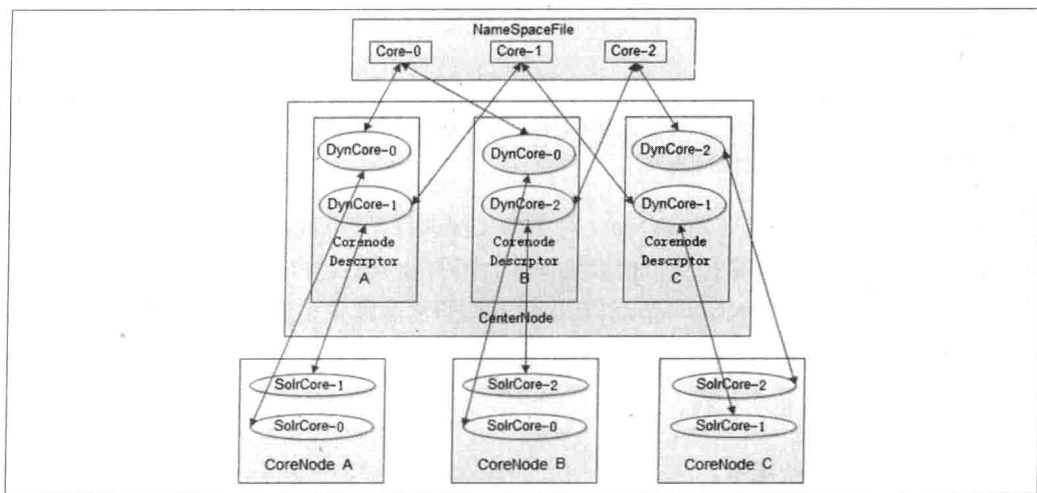 NameSpaceFile
Core-0 Core-1 Core-2
DynCore-0 DynCore-0 DynCore-2
DynCore-1 DynCore-2 DynCore-1
Corenode Corenode Corenode
Descrptor Descrptor Descrptor
A B C
CenterNode
SolrCore-1 SolrCore-2 SolrCore-2
SolrCore-0 SolrCore-0 SolrCore-1
CoreNode A CoreNode B CoreNode C